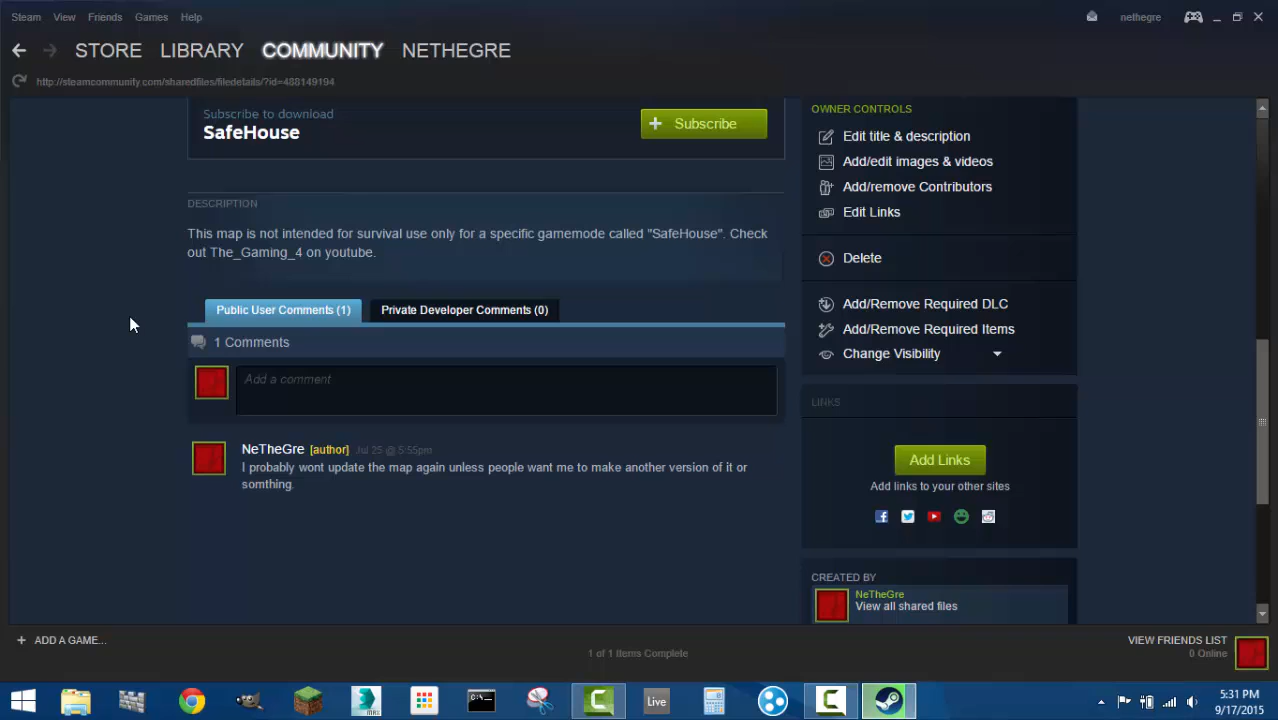 Steam View Friends Games Help
nethegre
STORE LIBRARY COMMUNITY NETHEGRE
http://steamcommunity.com/sharedfiles/filedetails/?id=488149194
Subscribe to download
SafeHouse
+ Subscribe
DESCRIPTION
This map is not intended for survival use only for a specific gamemode called "SafeHouse". Check
out The_Gaming_4 on youtube.
Public User Comments (1) Private Developer Comments (0)
1 Comments
Add a comment
NeTheGre [author] Jul 25 @ 5:55pm
I probably wont update the map again unless people want me to make another version of it or
somthing.
OWNER CONTROLS
Edit title & description
Add/edit images & videos
Add/remove Contributors
Edit Links
Delete
Add/Remove Required DLC
Add/Remove Required Items
Change Visibility
LINKS
Add Links
Add links to your other sites
CREATED BY
NeTheGre
View all shared files
+ ADD A GAME...
1 of 1 Items Complete
VIEW FRIENDS LIST
0 Online
Live
5:31 PM
9/17/2015